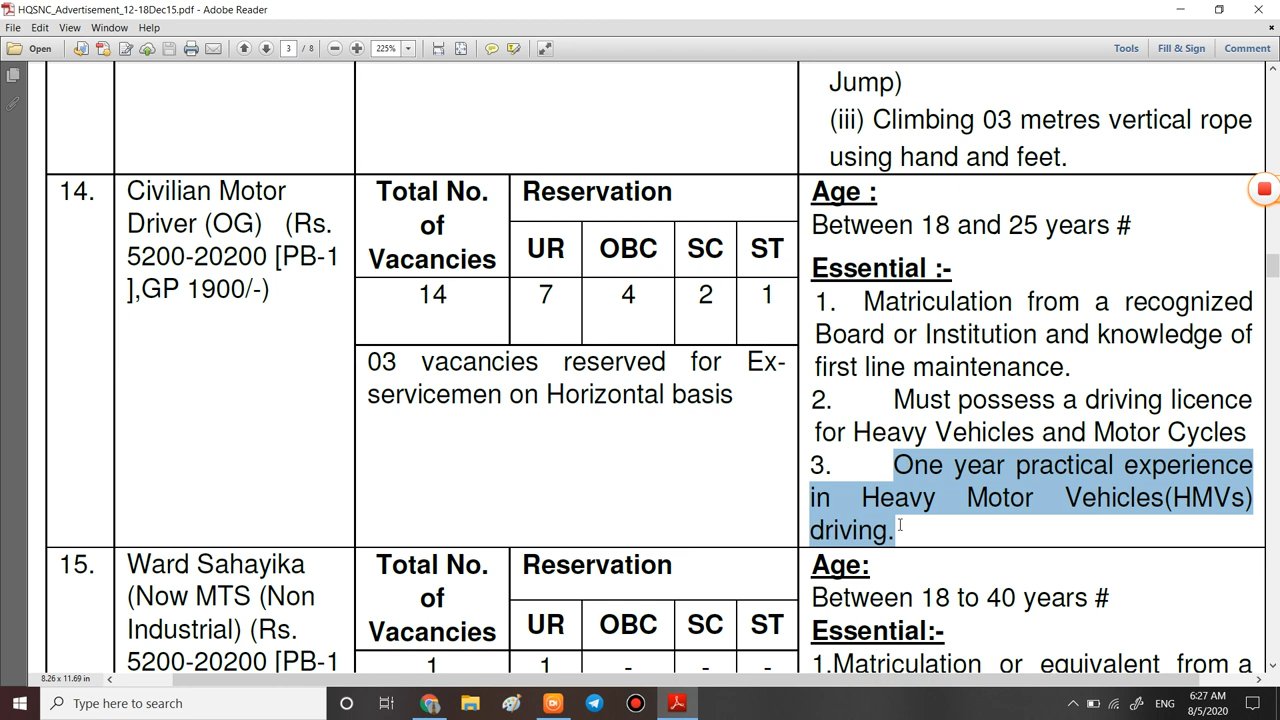 HQSNC_Advertisement_12-18Dec15.pdf - Adobe Reader
File Edit View Window Help
Open 3 / 8 225% Tools Fill & Sign Comment
Jump)
(iii) Climbing 03 metres vertical rope
using hand and feet.
14.
Civilian Motor
Driver (OG) (Rs.
5200-20200 [PB-1
],GP 1900/-)
Total No.
of
Vacancies
Reservation
UR OBC SC ST
14 7 4 2 1
03 vacancies reserved for Ex-
servicemen on Horizontal basis
Age :
Between 18 and 25 years #
Essential :-
1. Matriculation from a recognized
Board or Institution and knowledge of
first line maintenance.
2. Must possess a driving licence
for Heavy Vehicles and Motor Cycles
3. One year practical experience
in Heavy Motor Vehicles(HMVs)
driving.
15.
Ward Sahayika
(Now MTS (Non
Industrial) (Rs.
5200-20200 [PB-1
Total No.
of
Vacancies
Reservation
UR OBC SC ST
1 1 - - -
Age:
Between 18 to 40 years #
Essential:-
1.Matriculation or equivalent from a
8.26 x 11.69 in
Type here to search
ENG
6:27 AM
8/5/2020